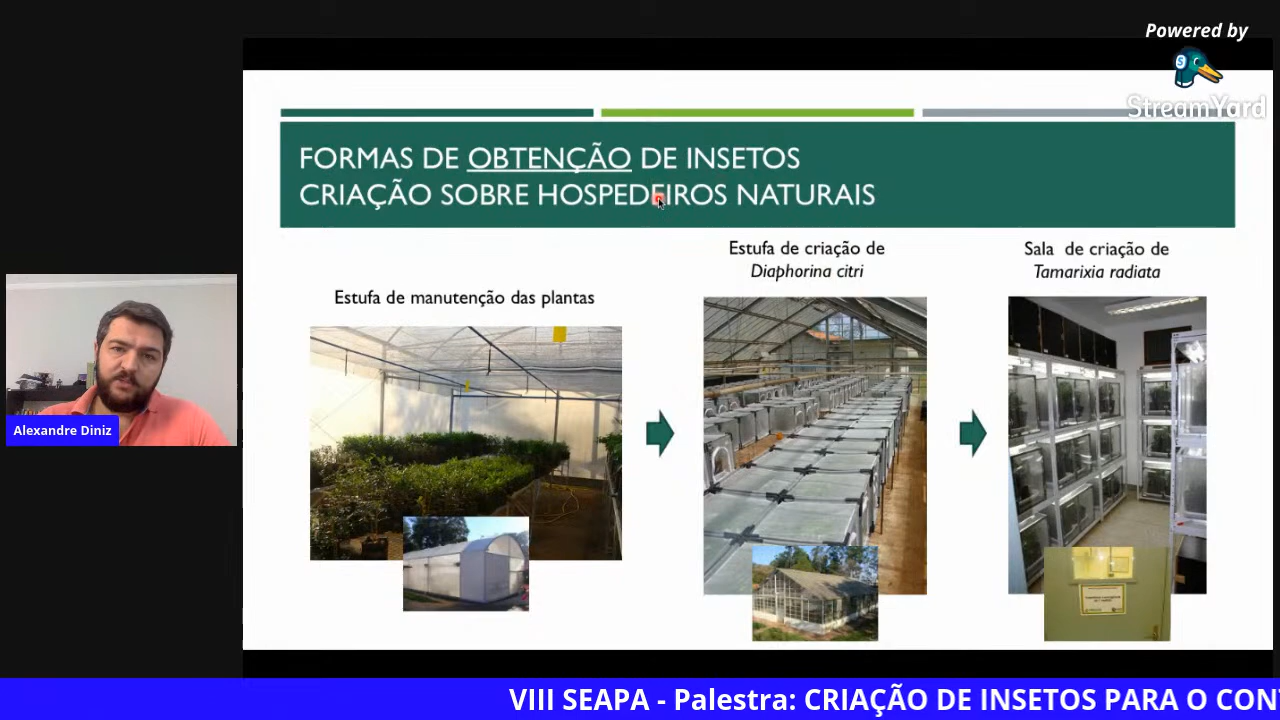 Powered by
StreamYard
FORMAS DE OBTENÇÃO DE INSETOS
CRIAÇÃO SOBRE HOSPEDEIROS NATURAIS
Estufa de manutenção das plantas
Estufa de criação de
Diaphorina citri
Sala de criação de
Tamarixia radiata
Alexandre Diniz
VIII SEAPA - Palestra: CRIAÇÃO DE INSETOS PARA O CON